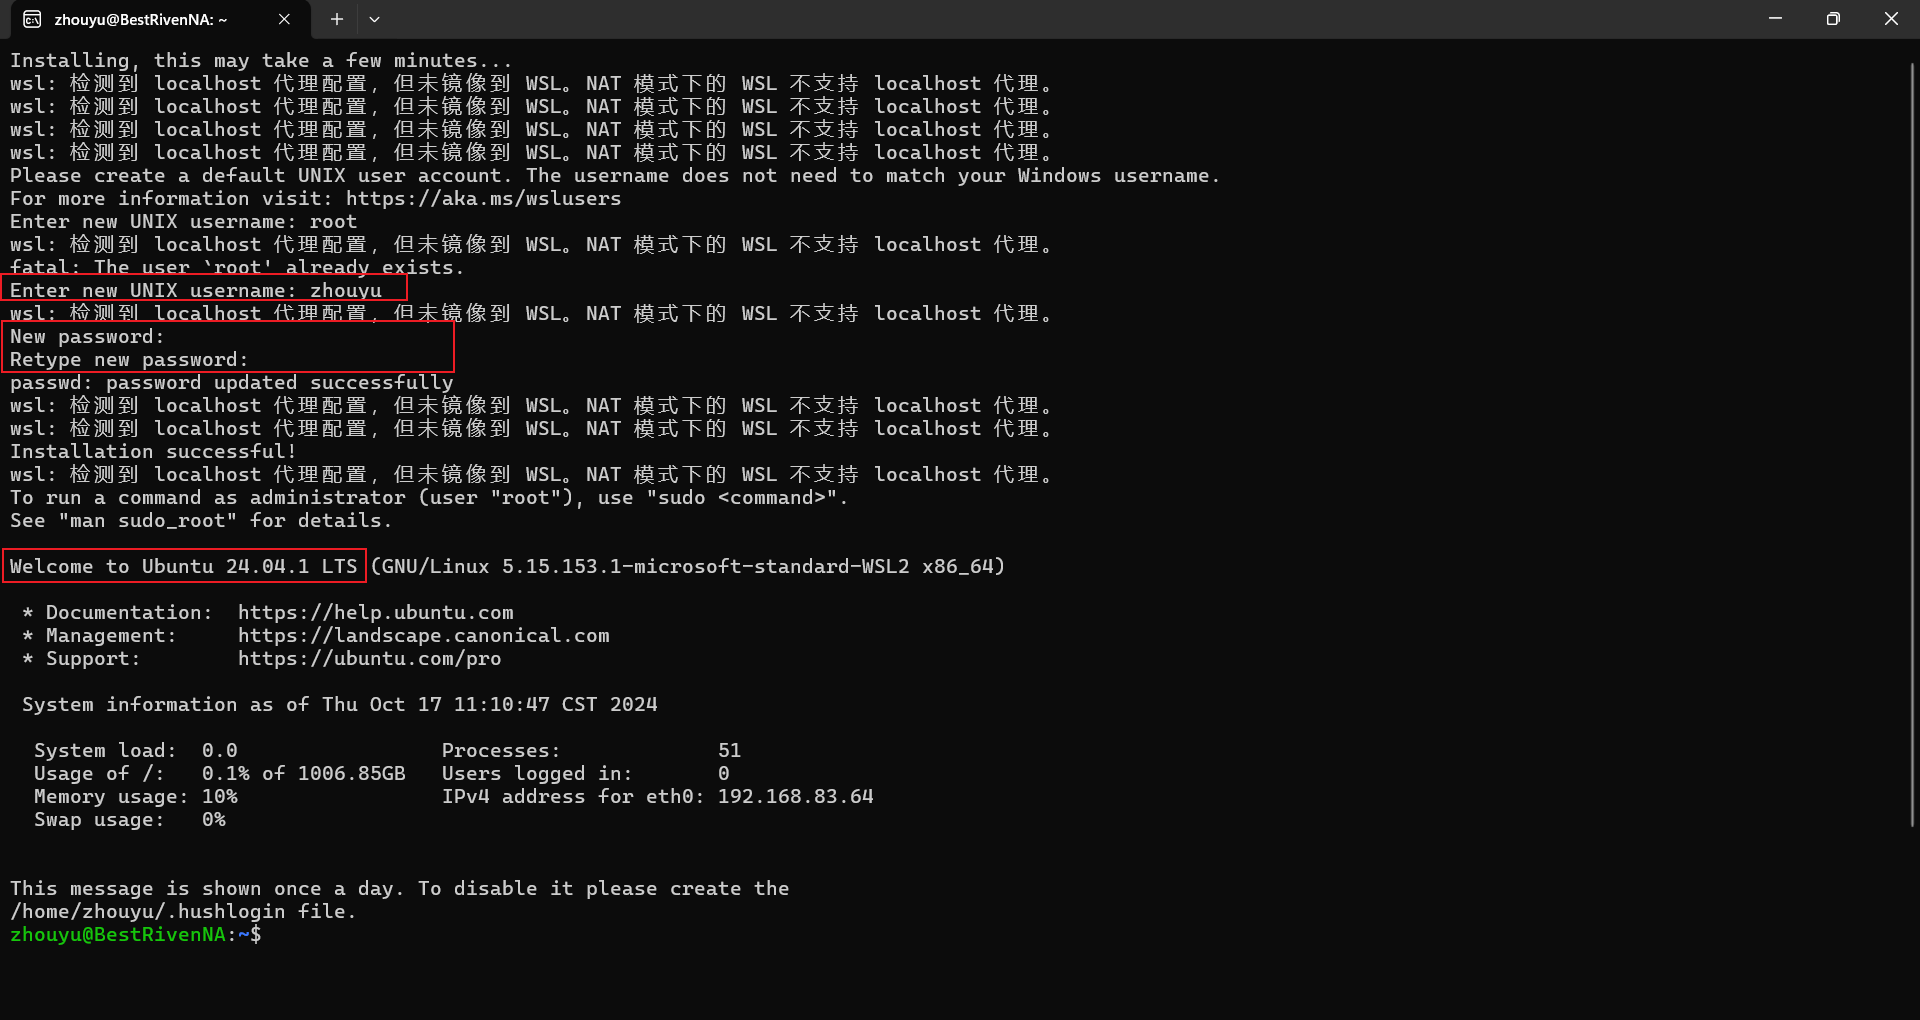 zhouyu@BestRivenNA: ~
Installing, this may take a few minutes...
wsl: 检测到 localhost 代理配置，但未镜像到 WSL。NAT 模式下的 WSL 不支持 localhost 代理。
wsl: 检测到 localhost 代理配置，但未镜像到 WSL。NAT 模式下的 WSL 不支持 localhost 代理。
wsl: 检测到 localhost 代理配置，但未镜像到 WSL。NAT 模式下的 WSL 不支持 localhost 代理。
wsl: 检测到 localhost 代理配置，但未镜像到 WSL。NAT 模式下的 WSL 不支持 localhost 代理。
Please create a default UNIX user account. The username does not need to match your Windows username.
For more information visit: https://aka.ms/wslusers
Enter new UNIX username: root
wsl: 检测到 localhost 代理配置，但未镜像到 WSL。NAT 模式下的 WSL 不支持 localhost 代理。
fatal: The user `root' already exists.
Enter new UNIX username: zhouyu
wsl: 检测到 localhost 代理配置，但未镜像到 WSL。NAT 模式下的 WSL 不支持 localhost 代理。
New password:
Retype new password:
passwd: password updated successfully
wsl: 检测到 localhost 代理配置，但未镜像到 WSL。NAT 模式下的 WSL 不支持 localhost 代理。
wsl: 检测到 localhost 代理配置，但未镜像到 WSL。NAT 模式下的 WSL 不支持 localhost 代理。
Installation successful!
wsl: 检测到 localhost 代理配置，但未镜像到 WSL。NAT 模式下的 WSL 不支持 localhost 代理。
To run a command as administrator (user "root"), use "sudo <command>".
See "man sudo_root" for details.
Welcome to Ubuntu 24.04.1 LTS (GNU/Linux 5.15.153.1-microsoft-standard-WSL2 x86_64)
* Documentation:  https://help.ubuntu.com
* Management:     https://landscape.canonical.com
* Support:        https://ubuntu.com/pro
System information as of Thu Oct 17 11:10:47 CST 2024
System load:  0.0                 Processes:             51
Usage of /:   0.1% of 1006.85GB   Users logged in:       0
Memory usage: 10%                 IPv4 address for eth0: 192.168.83.64
Swap usage:   0%
This message is shown once a day. To disable it please create the
/home/zhouyu/.hushlogin file.
zhouyu@BestRivenNA:~$